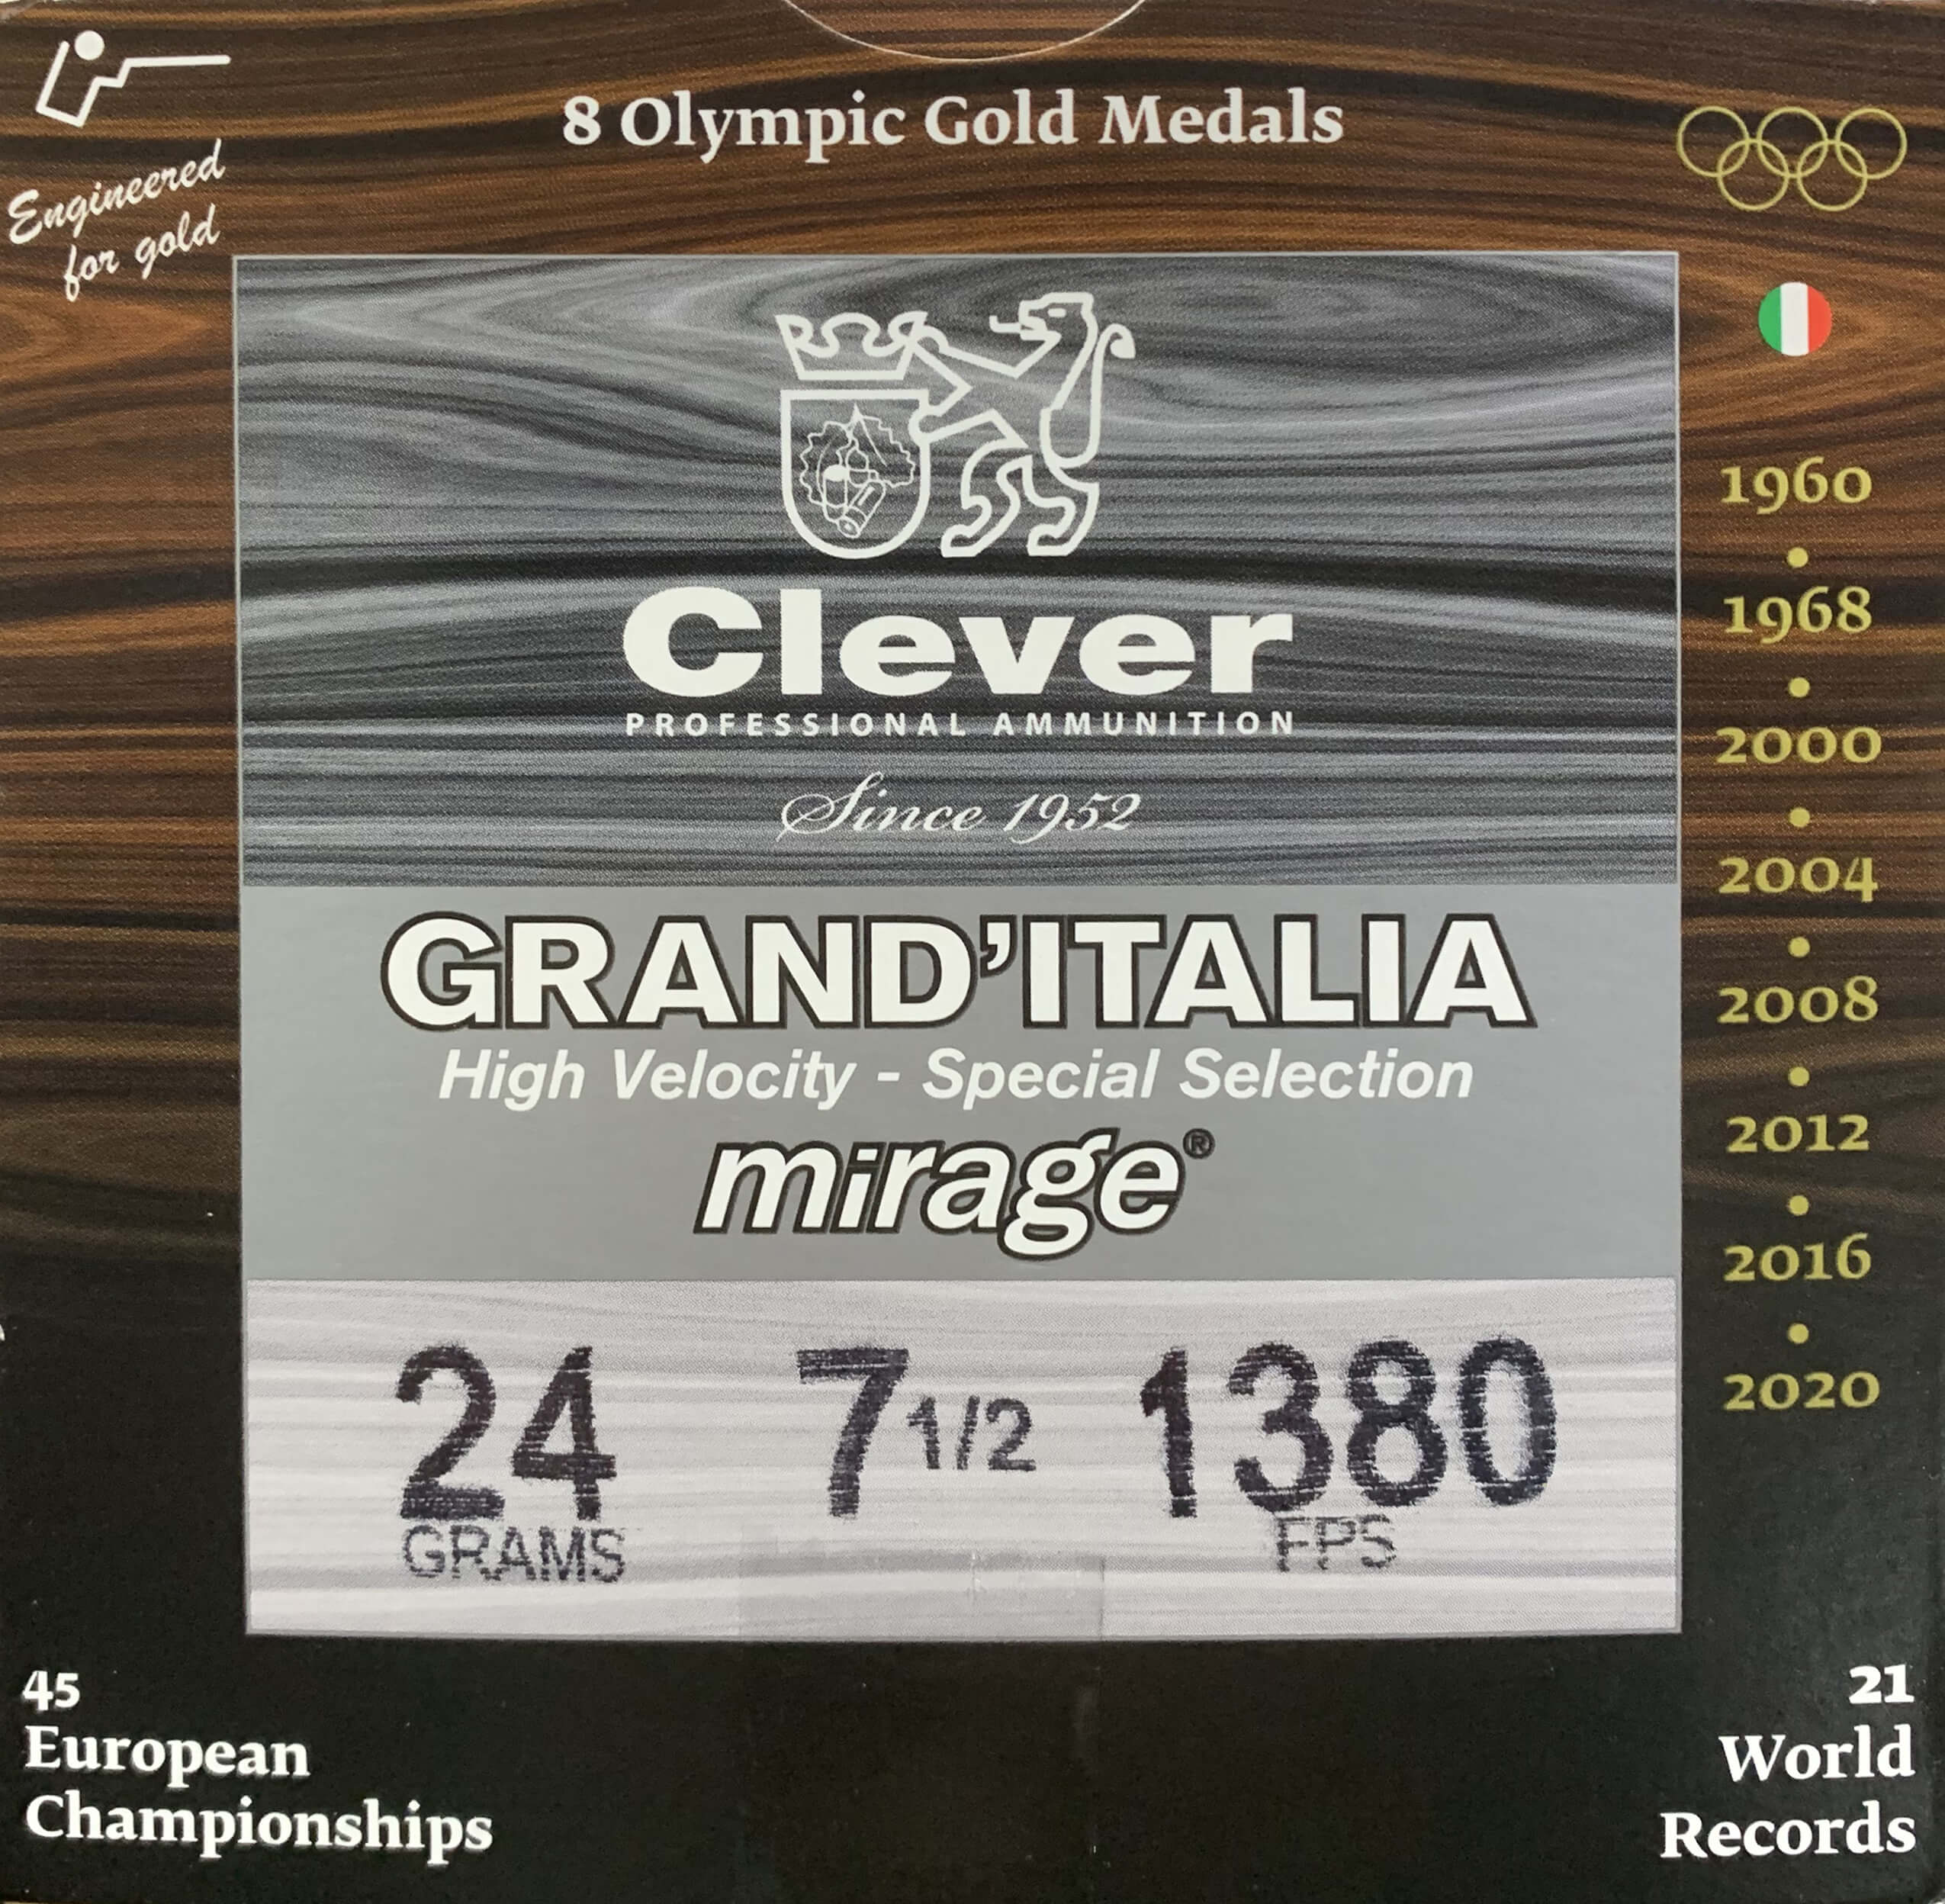 8 Olympic Gold Medals
Engineered
for gold
Clever
PROFESSIONAL AMMUNITION
Since 1952
GRAND'ITALIA
High Velocity - Special Selection
mirage®
24 7 1/2 1380
GRAMS FPS
1960
1968
2000
2004
2008
2012
2016
2020
45
European
Championships
21
World
Records